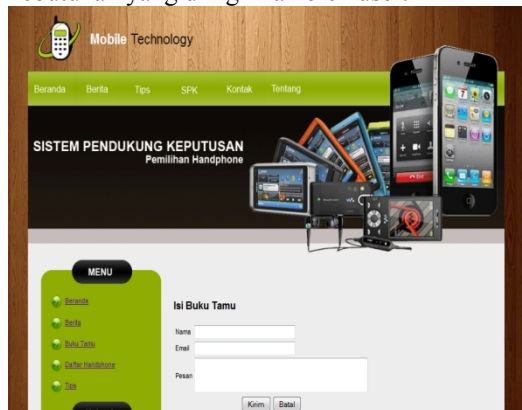 Mobile Technology
Beranda Berita Tips SPK Kontak Tentang
SISTEM PENDUKUNG KEPUTUSAN
Pemilihan Handphone
MENU
Beranda
Berita
Buku Tamu
Daftar Handphone
Tips
Isi Buku Tamu
Nama
Email
Pesan
Kirim Batal